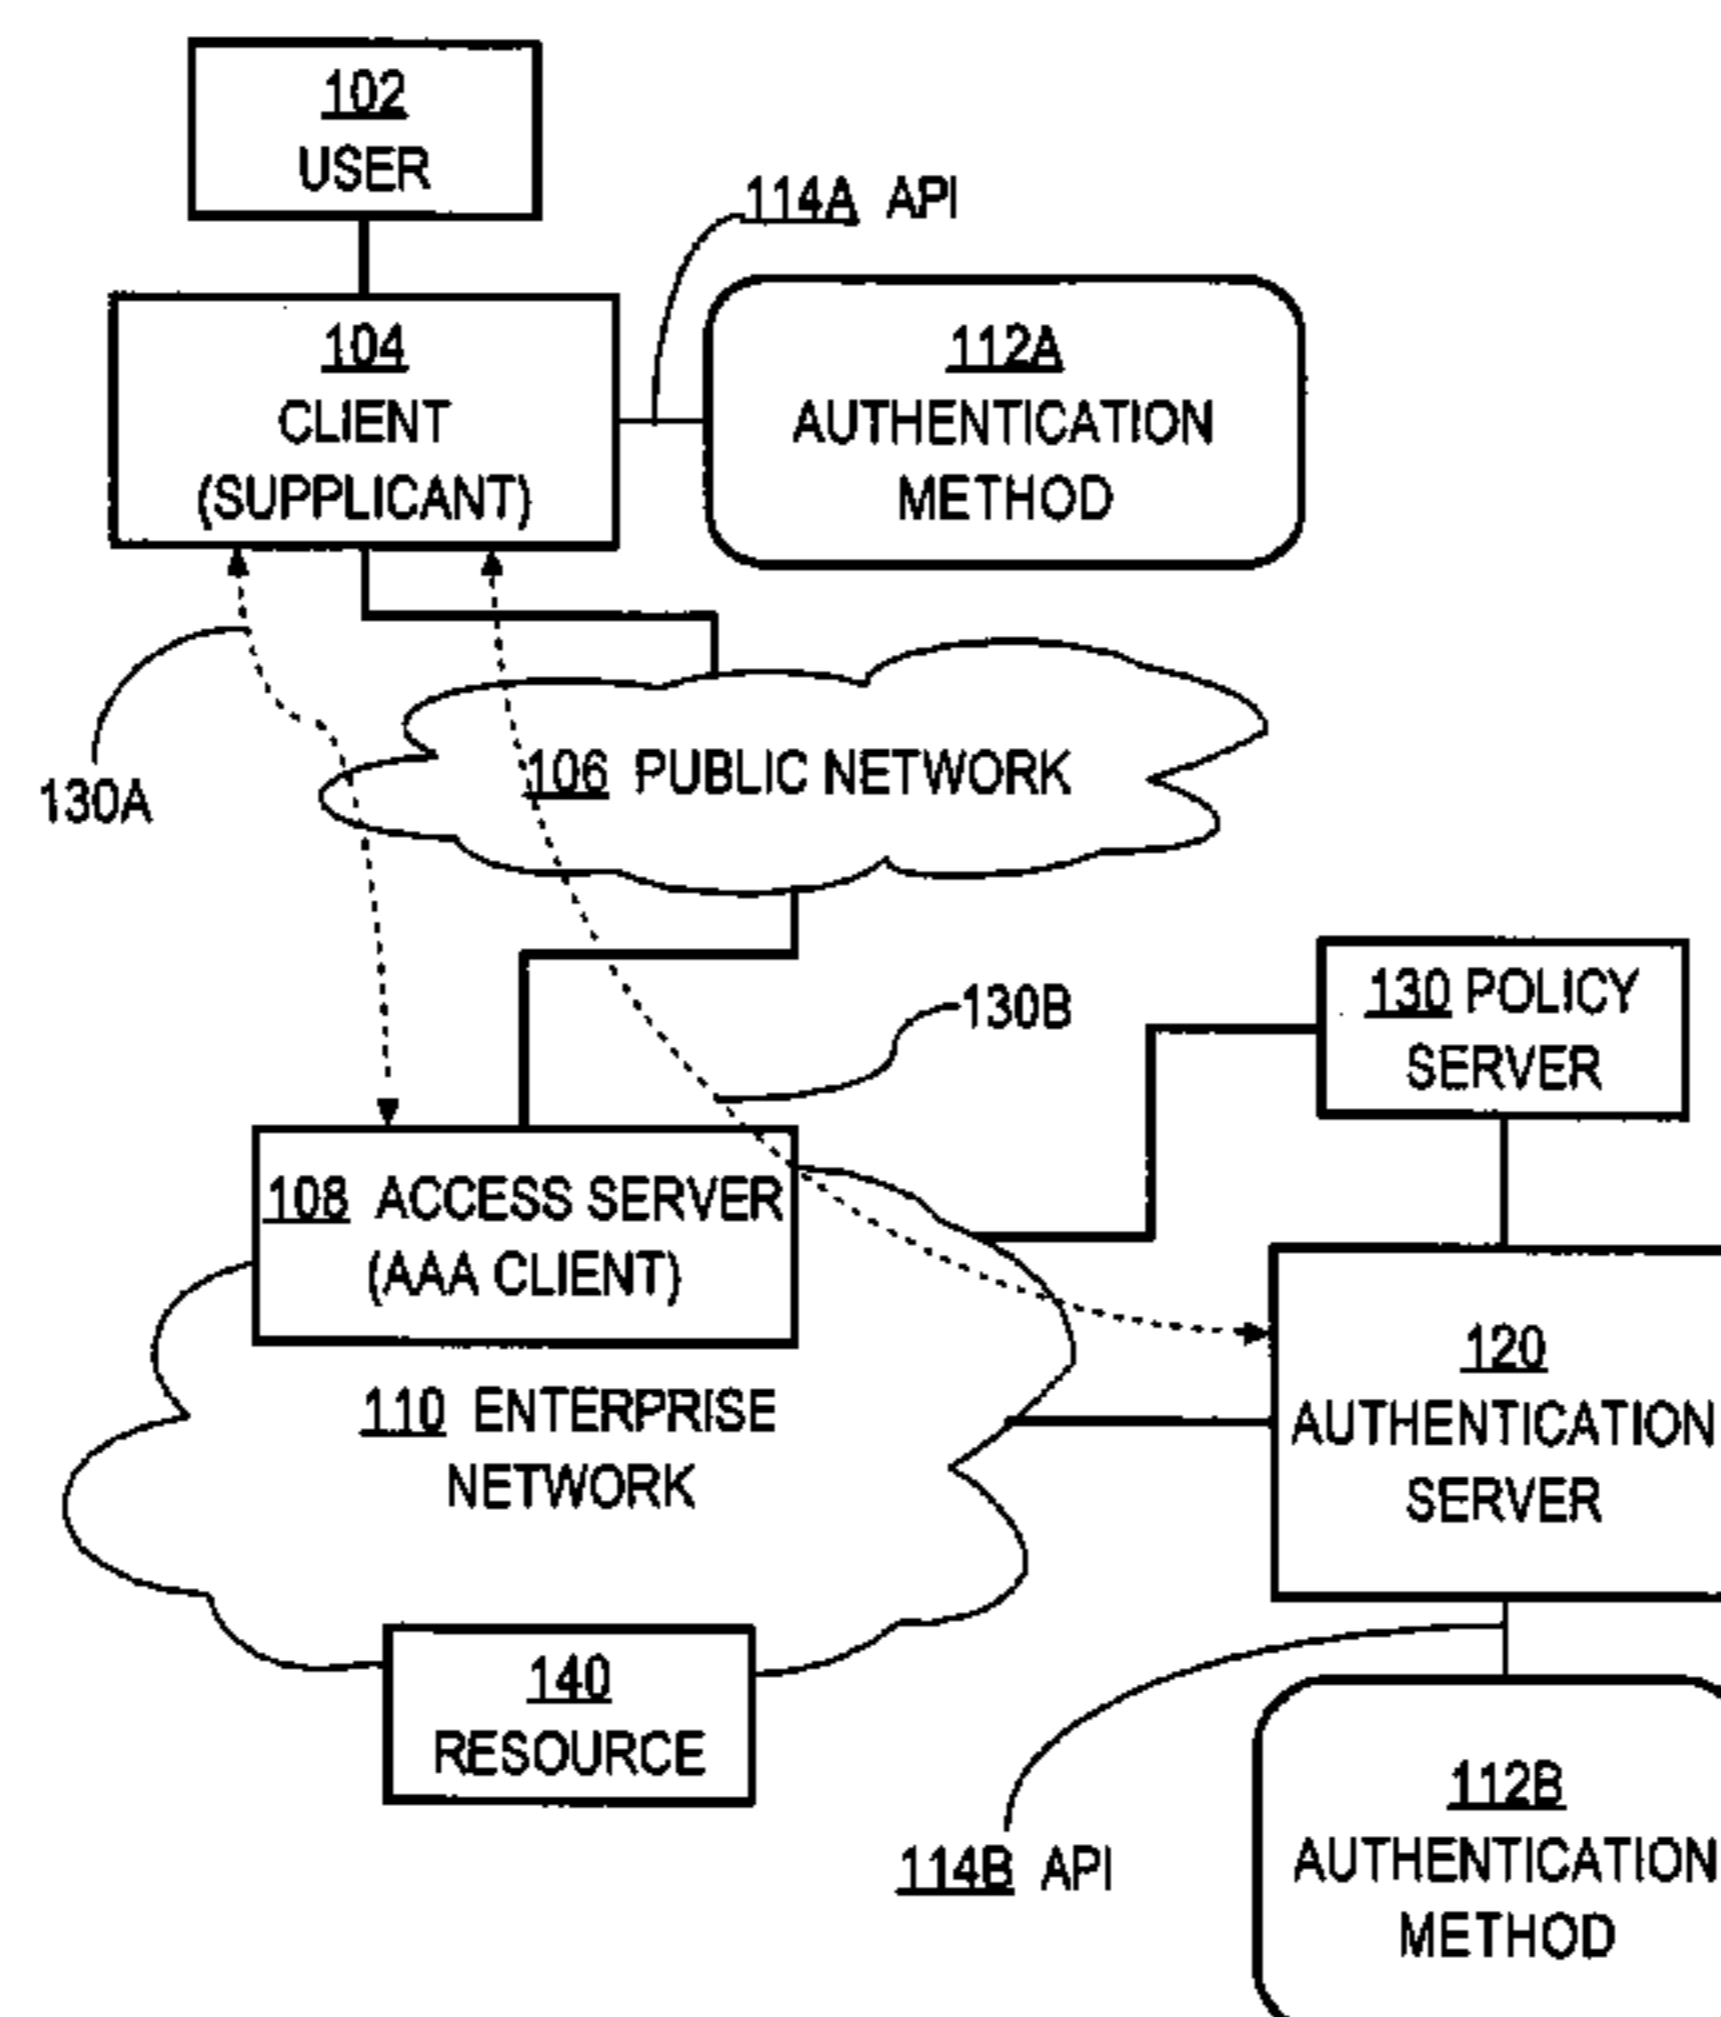 102
USER
114A API
104
CLIENT
(SUPPLICANT)
112A
AUTHENTICATION
METHOD
130A
106 PUBLIC NETWORK
130B
130 POLICY
SERVER
108 ACCESS SERVER
(AAA CLIENT)
110 ENTERPRISE
NETWORK
120
AUTHENTICATION
SERVER
140
RESOURCE
114B API
112B
AUTHENTICATION
METHOD